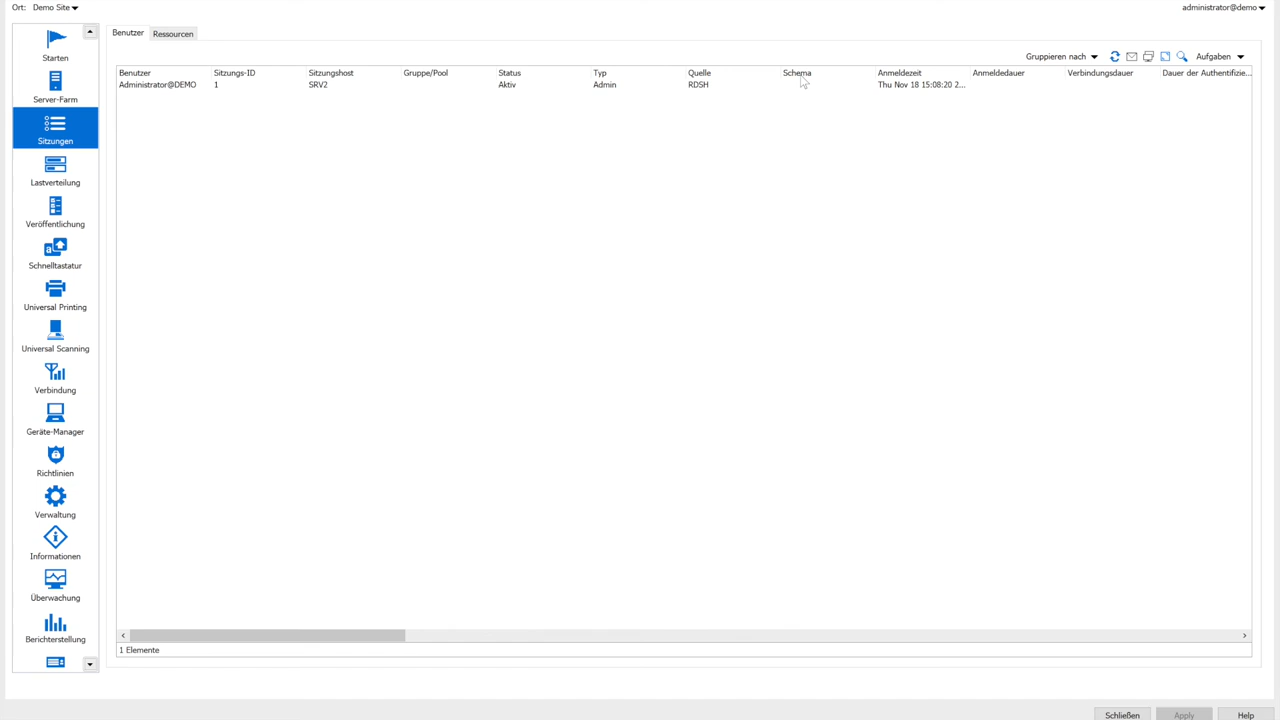 Ort: Demo Site
administrator@demo
Starten
Server-Farm
Sitzungen
Lastverteilung
Veröffentlichung
Schnelltastatur
Universal Printing
Universal Scanning
Verbindung
Geräte-Manager
Richtlinien
Verwaltung
Informationen
Überwachung
Berichterstellung
Benutzer Ressourcen
Gruppieren nach Aufgaben
Benutzer Sitzungs-ID Sitzungshost Gruppe/Pool Status Typ Quelle Schema Anmeldezeit Anmeldedauer Verbindungsdauer Dauer der Authentifizie...
Administrator@DEMO 1 SRV2 Aktiv Admin RDSH Thu Nov 18 15:08:20 2...
1 Elemente
Schließen Apply Help